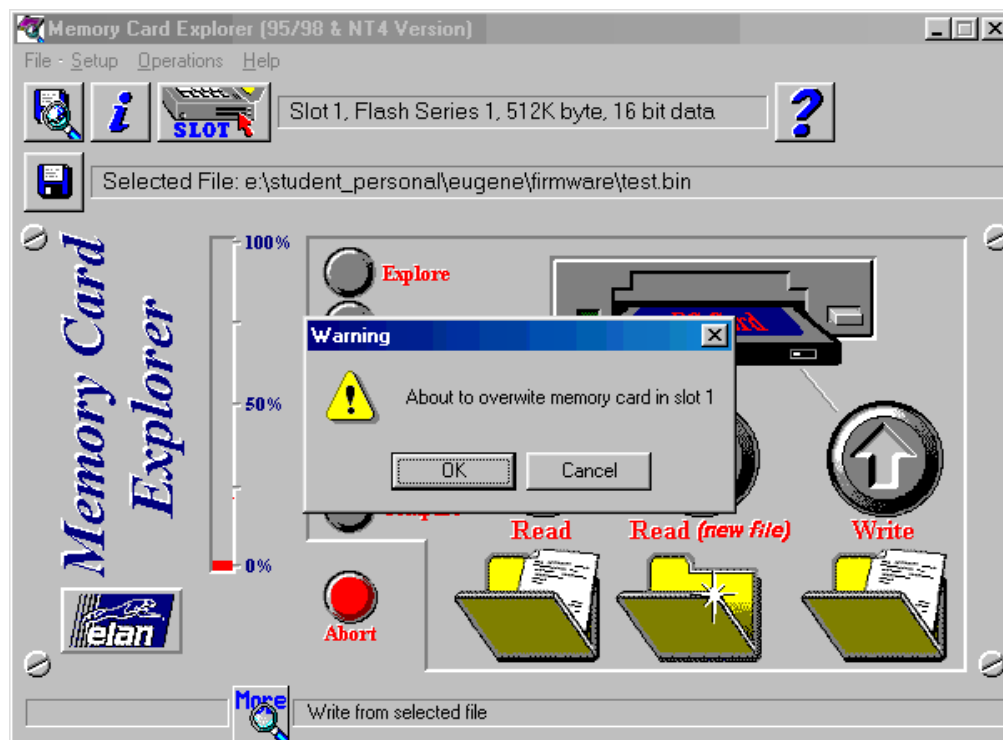 Memory Card Explorer (95/98 & NT4 Version)
File - Setup Operations Help
SLOT
Slot 1, Flash Series 1, 512K byte, 16 bit data
Selected File: e:\student_personal\eugene\firmware\test.bin
Memory Card
Explorer
100%
50%
0%
Explore
Warning
About to overwite memory card in slot 1
OK
Cancel
Read
Read (new file)
Write
Abort
elan
More
Write from selected file